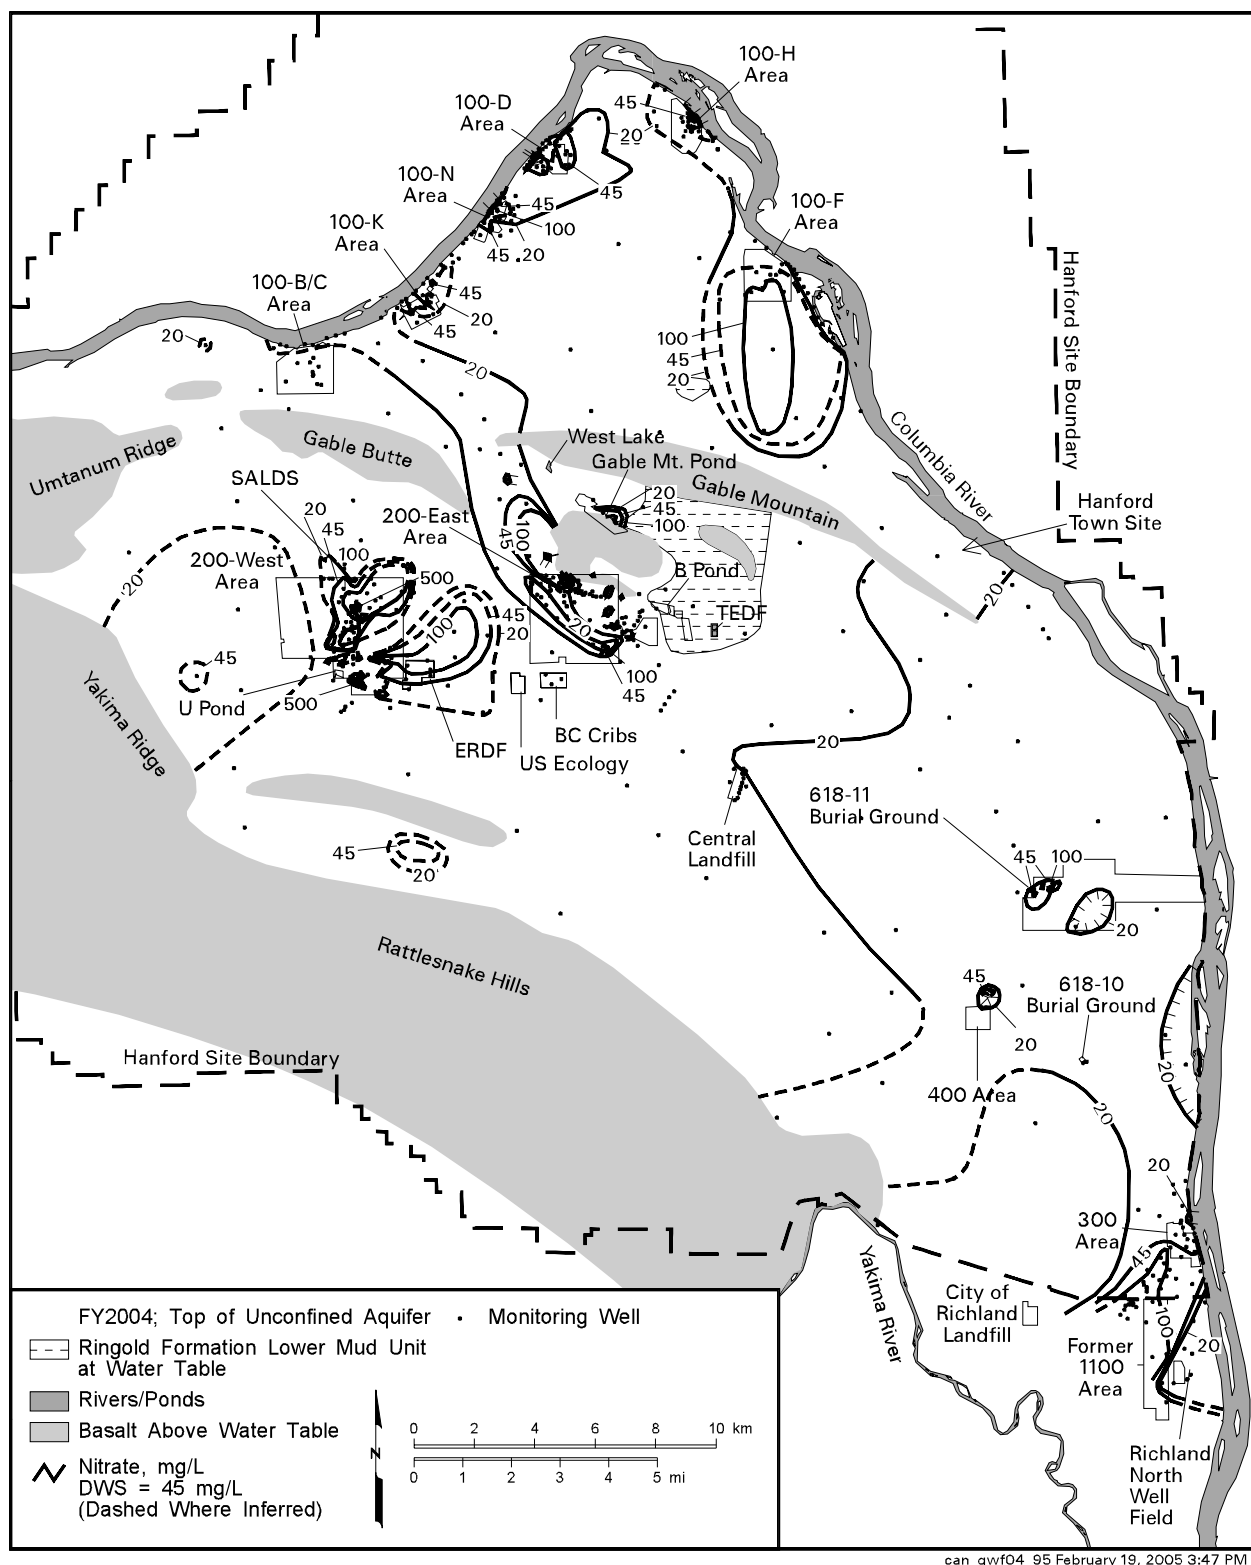 100-H
Area
45
100-D
Area
20
100-N
Area
45
45
100
45
20
100-F
Area
100-K
Area
45
20
45
100-B/C
Area
20
20
100
45
20
Hanford Site Boundary
Columbia River
Umtanum Ridge
Gable Butte
West Lake
Gable Mt. Pond
Gable Mountain
20
45
100
Hanford
Town Site
SALDS
20
45
100
200-East
Area
100
45
200-West
Area
500
20
B Pond
TEDF
20
45
20
100
20
100
45
45
U Pond
500
Yakima Ridge
ERDF
BC Cribs
US Ecology
20
Central
Landfill
618-11
Burial Ground
45
100
20
45
20
Rattlesnake Hills
45
20
400 Area
618-10
Burial Ground
20
20
Hanford Site Boundary
20
300
Area
45
Yakima River
City of
Richland
Landfill
100
20
Former
1100
Area
Richland
North
Well
Field
FY2004; Top of Unconfined Aquifer
Monitoring Well
Ringold Formation Lower Mud Unit
at Water Table
Rivers/Ponds
Basalt Above Water Table
Nitrate, mg/L
DWS = 45 mg/L
(Dashed Where Inferred)
N
0 2 4 6 8 10 km
0 1 2 3 4 5 mi
can_gwf04_95 February 19, 2005 3:47 PM